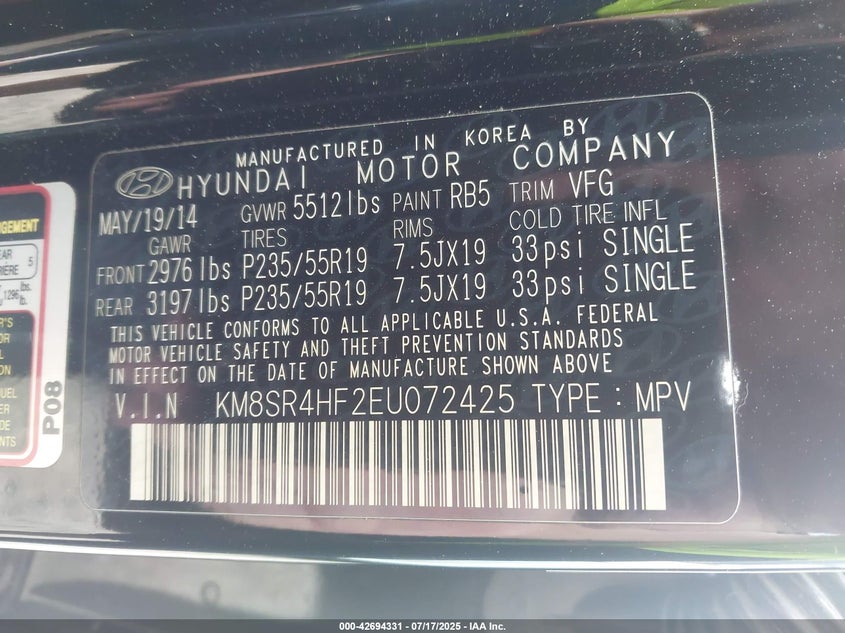 MANUFACTURED IN KOREA BY
HYUNDAI MOTOR COMPANY
MAY/19/14 GVWR 5512lbs PAINT RB5 TRIM VFG
GAWR TIRES RIMS COLD TIRE INFL
FRONT 2976lbs P235/55R19 7.5JX19 33psi SINGLE
REAR 3197lbs P235/55R19 7.5JX19 33psi SINGLE
THIS VEHICLE CONFORMS TO ALL APPLICABLE U.S.A. FEDERAL
MOTOR VEHICLE SAFETY AND THEFT PREVENTION STANDARDS
IN EFFECT ON THE DATE OF MANUFACTURE SHOWN ABOVE
V.I.N KM8SR4HF2EU072425 TYPE : MPV
5
1296 lbs.
P08
000-42694331 / 07/17/2025 - IAA Inc.